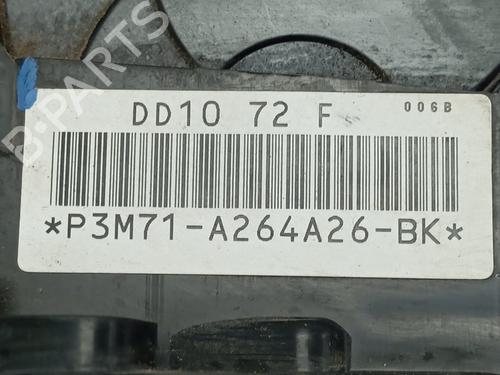 DD10 72 F 006B
*P3M71-A264A26-BK*
B-PARTS